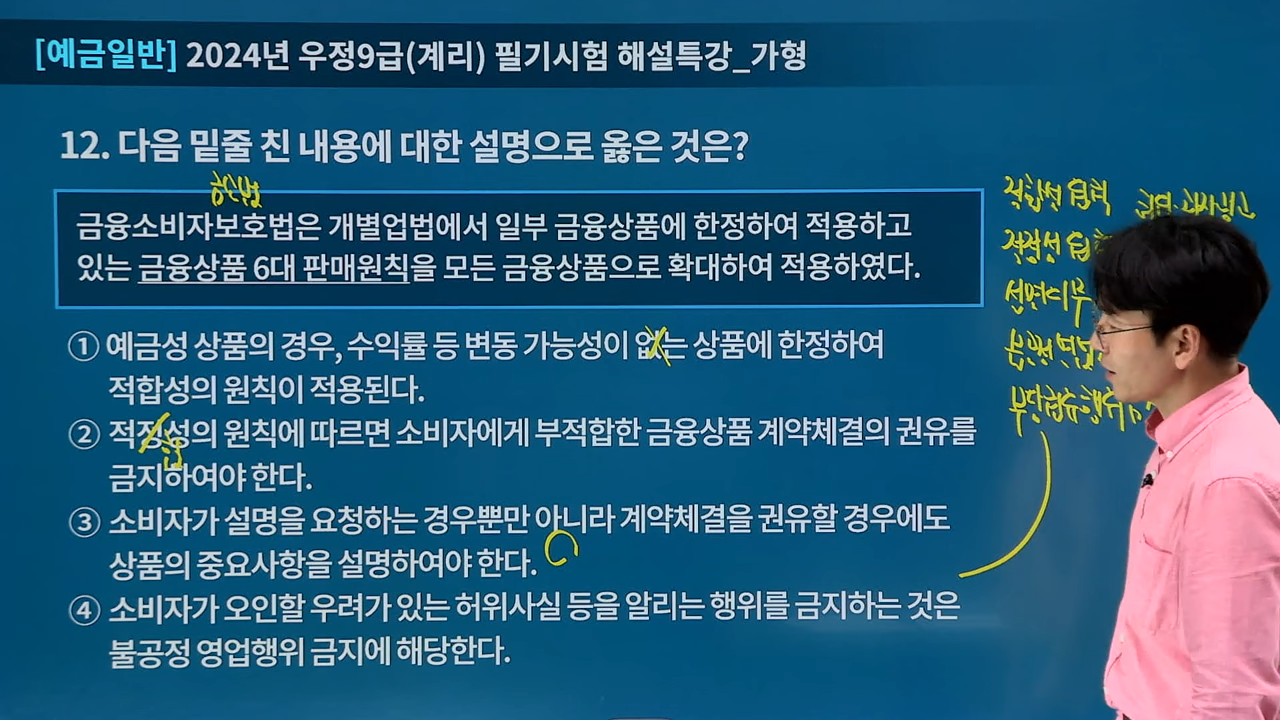 [예금일반] 2024년 우정9급(계리) 필기시험 해설특강_가형
12. 다음 밑줄 친 내용에 대한 설명으로 옳은 것은?
금융소비자보호법은 개별업법에서 일부 금융상품에 한정하여 적용하고
있는 금융상품 6대 판매원칙을 모든 금융상품으로 확대하여 적용하였다.
① 예금성 상품의 경우, 수익률 등 변동 가능성이 없는 상품에 한정하여
적합성의 원칙이 적용된다.
② 적정성의 원칙에 따르면 소비자에게 부적합한 금융상품 계약체결의 권유를
금지하여야 한다.
③ 소비자가 설명을 요청하는 경우뿐만 아니라 계약체결을 권유할 경우에도
상품의 중요사항을 설명하여야 한다.
④ 소비자가 오인할 우려가 있는 허위사실 등을 알리는 행위를 금지하는 것은
불공정 영업행위 금지에 해당한다.
적합성
적정성
설명의무
부당권유행위